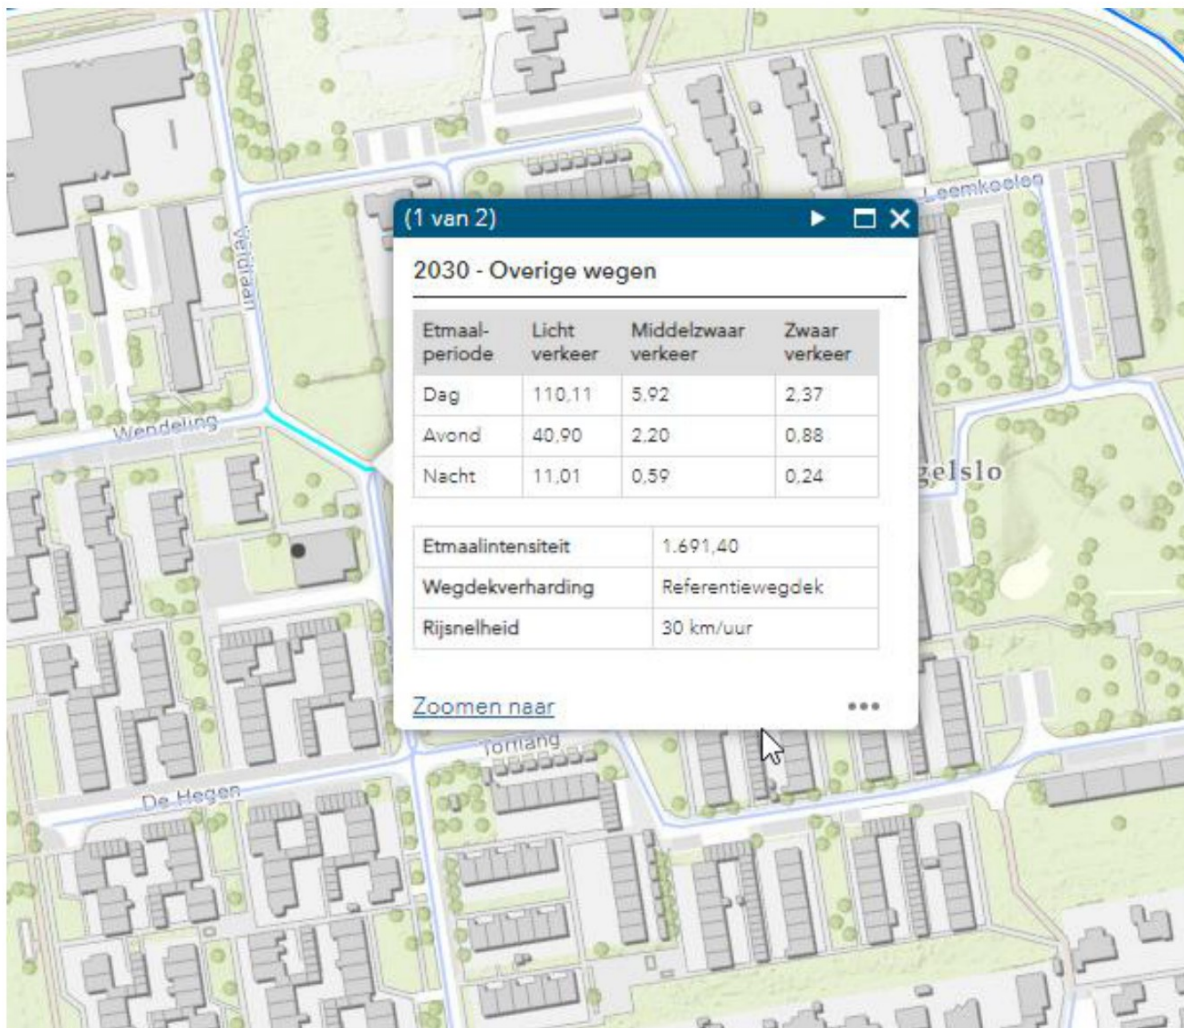 Leemkoelen
(1 van 2)
Wendeling
2030 - Overige wegen
Etmaal-periode Licht verkeer Middelzwaar verkeer Zwaar verkeer
Dag 110,11 5,92 2,37
Avond 40,90 2,20 0,88
Nacht 11,01 0,59 0,24
gelslo
Etmaalintensiteit 1.691,40
Wegdekverharding Referentiewegdek
Rijsnelheid 30 km/uur
Zoomen naar
De Hegen